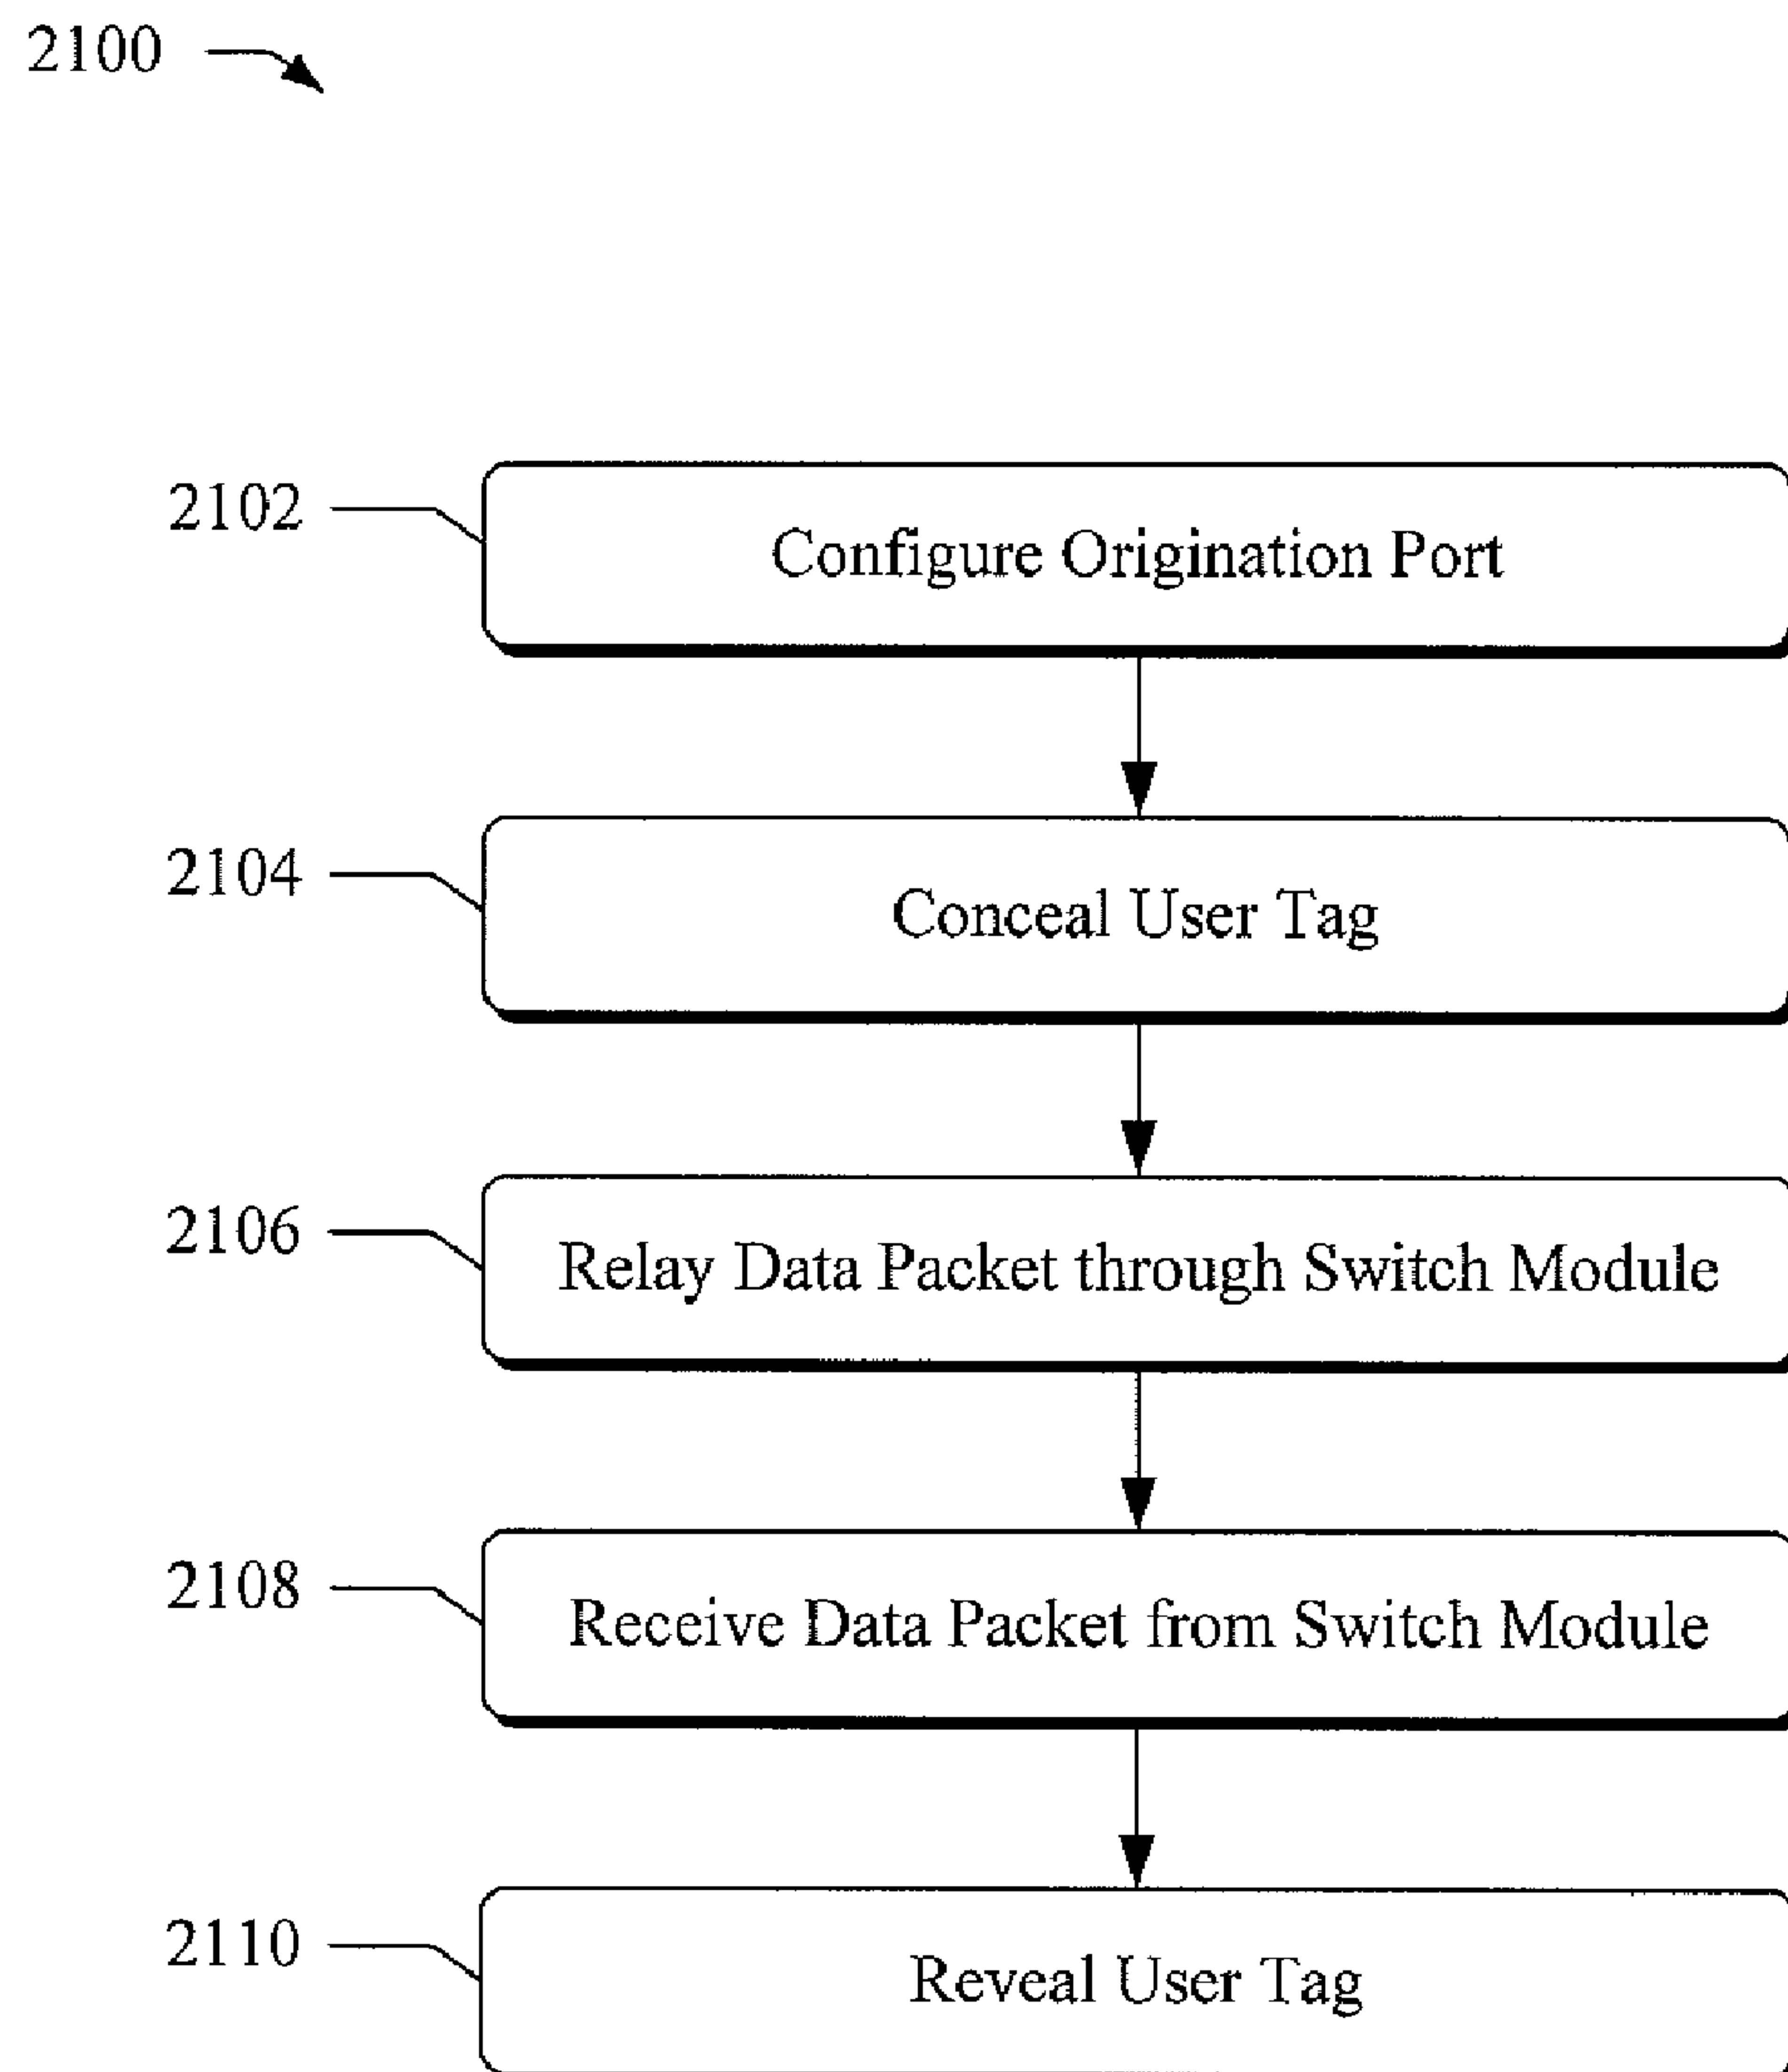 2100
2102
Configure Origination Port
2104
Conceal User Tag
2106
Relay Data Packet through Switch Module
2108
Receive Data Packet from Switch Module
2110
Reveal User Tag